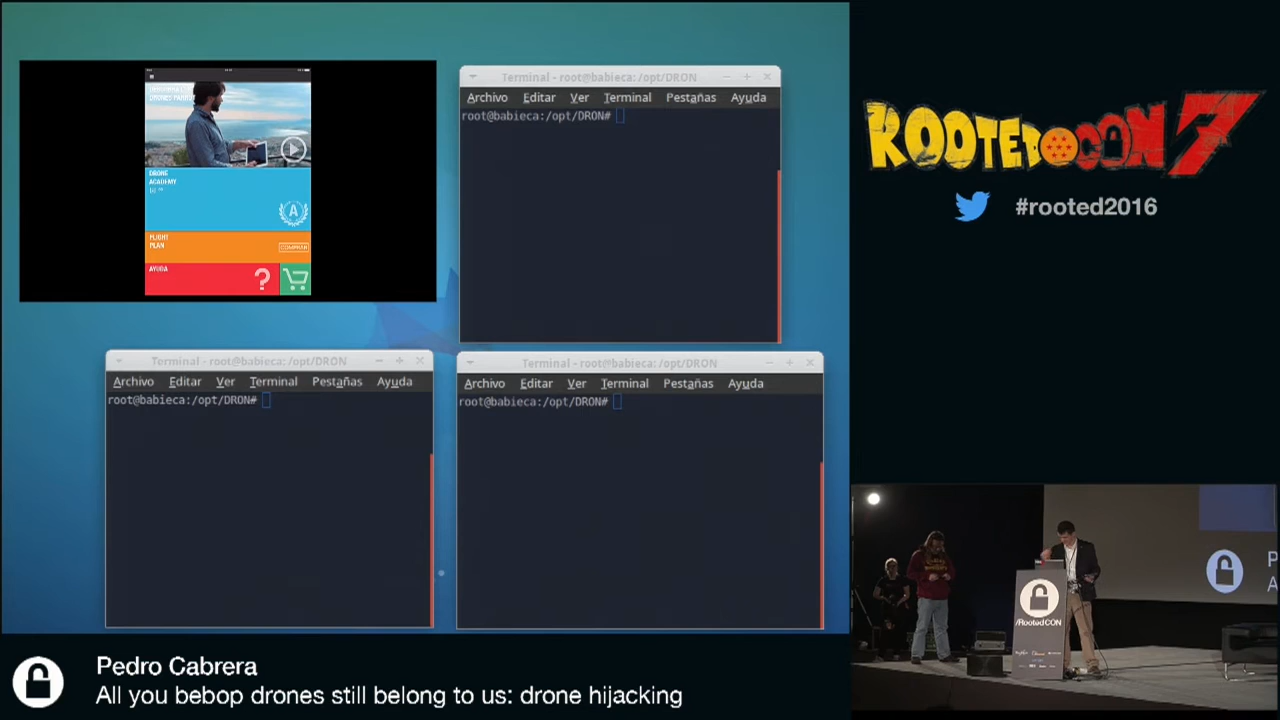 DRONE
ACADEMY
FLIGHT
PLAN
COMPRAR
AYUDA
?
A
Terminal - root@babieca: /opt/DRON
Archivo Editar Ver Terminal Pestañas Ayuda
root@babieca:/opt/DRON#
Terminal - root@babieca: /opt/DRON
Archivo Editar Ver Terminal Pestañas Ayuda
root@babieca:/opt/DRON#
Terminal - root@babieca: /opt/DRON
Archivo Editar Ver Terminal Pestañas Ayuda
root@babieca:/opt/DRON#
ROOTEDCON 7
#rooted2016
/RootedCON
P
A
Pedro Cabrera
All you bebop drones still belong to us: drone hijacking